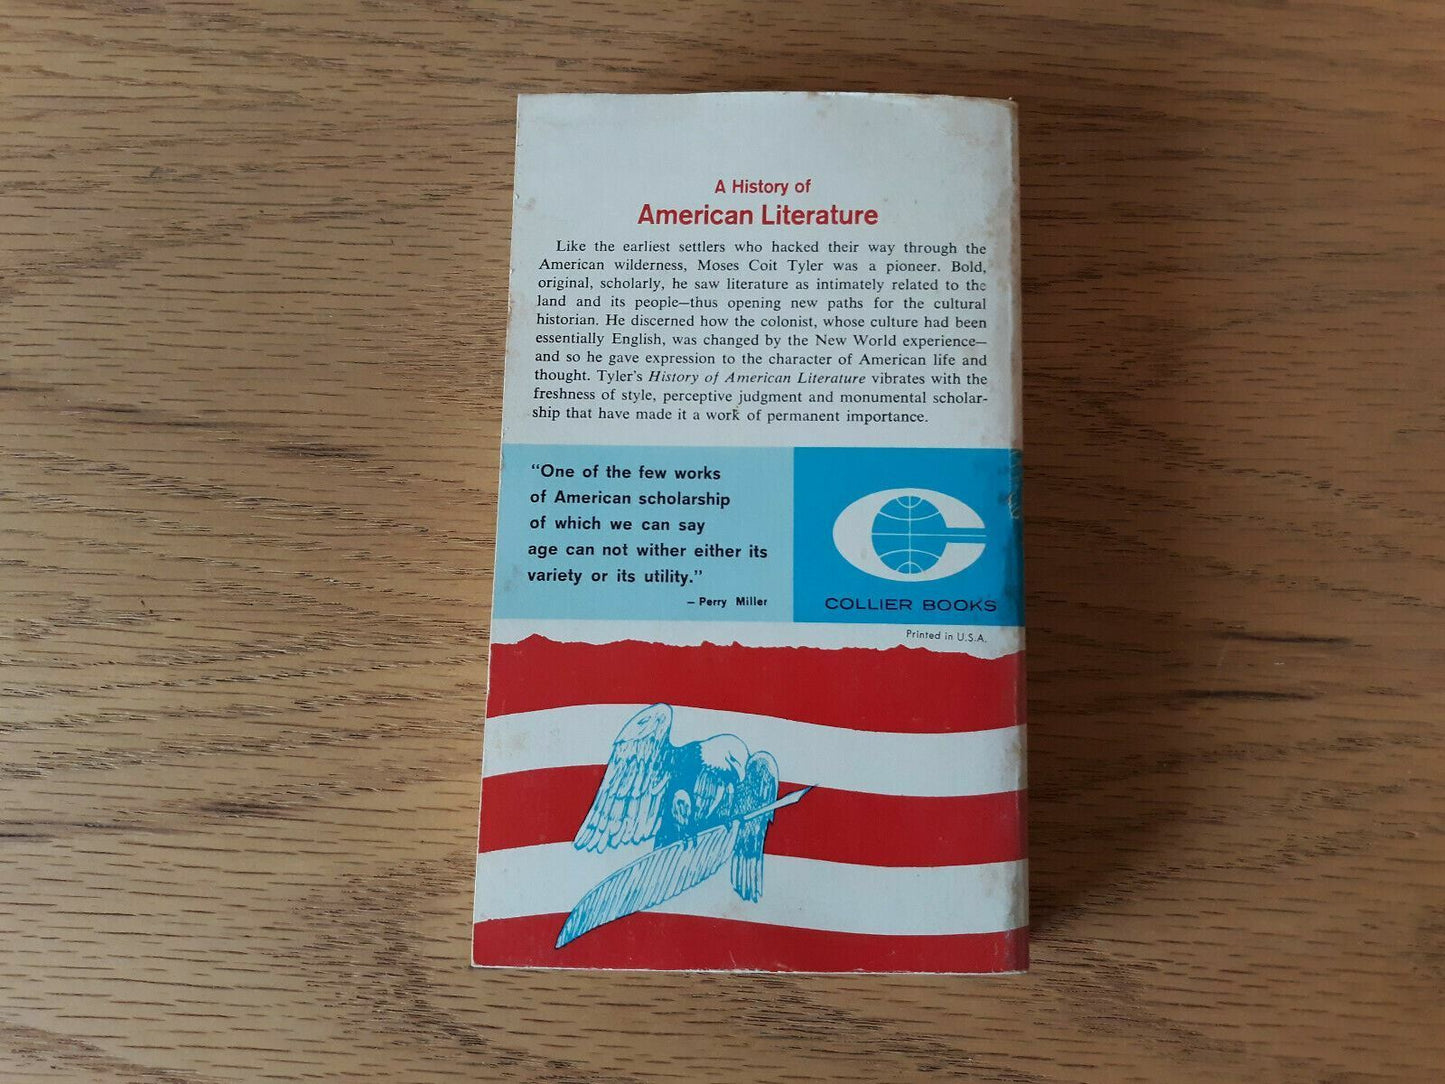 A History of
American Literature
Like the earliest settlers who hacked their way through the
American wilderness, Moses Coit Tyler was a pioneer. Bold,
original, scholarly, he saw literature as intimately related to the
land and its people—thus opening new paths for the cultural
historian. He discerned how the colonist, whose culture had been
essentially English, was changed by the New World experience—
and so he gave expression to the character of American life and
thought. Tyler's History of American Literature vibrates with the
freshness of style, perceptive judgment and monumental scholar-
ship that have made it a work of permanent importance.
"One of the few works
of American scholarship
of which we can say
age can not wither either its
variety or its utility."
— Perry Miller
COLLIER BOOKS
Printed in U.S.A.